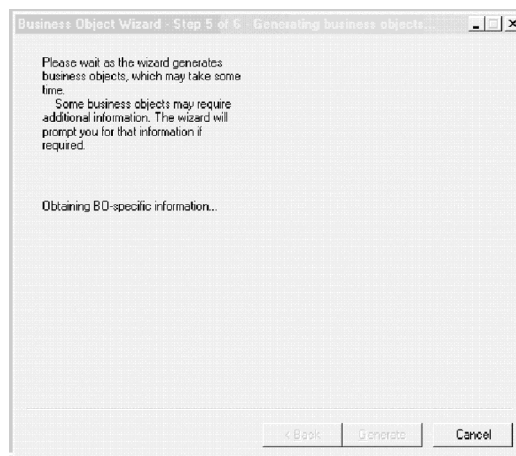 Business Object Wizard - Step 5 of 6 - Generating business objects...
Please wait as the wizard generates
business objects, which may take some
time.
Some business objects may require
additional information. The wizard will
prompt you for that information if
required.
Obtaining BO-specific information...
< Back Generate Cancel